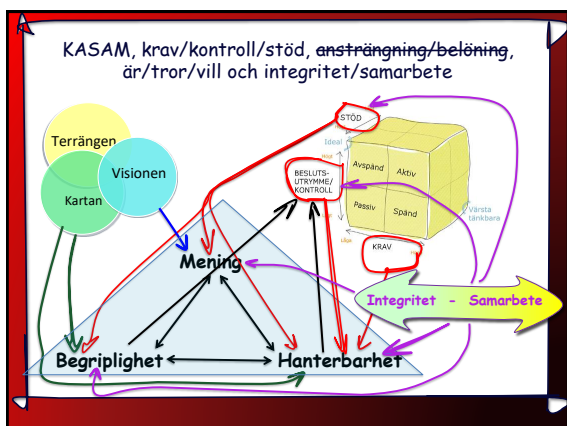 KASAM, krav/kontroll/stöd, ansträngning/belöning,
är/tror/vill och integritet/samarbete
Terrängen
Visionen
Kartan
STÖD
Ideal
BESLUTS-
UTRYMME/
KONTROLL
Avspänd
Aktiv
Passiv
Spänd
Värsta
tänkbara
KRAV
Låg
Mening
Integritet - Samarbete
Begriplighet
Hanterbarhet